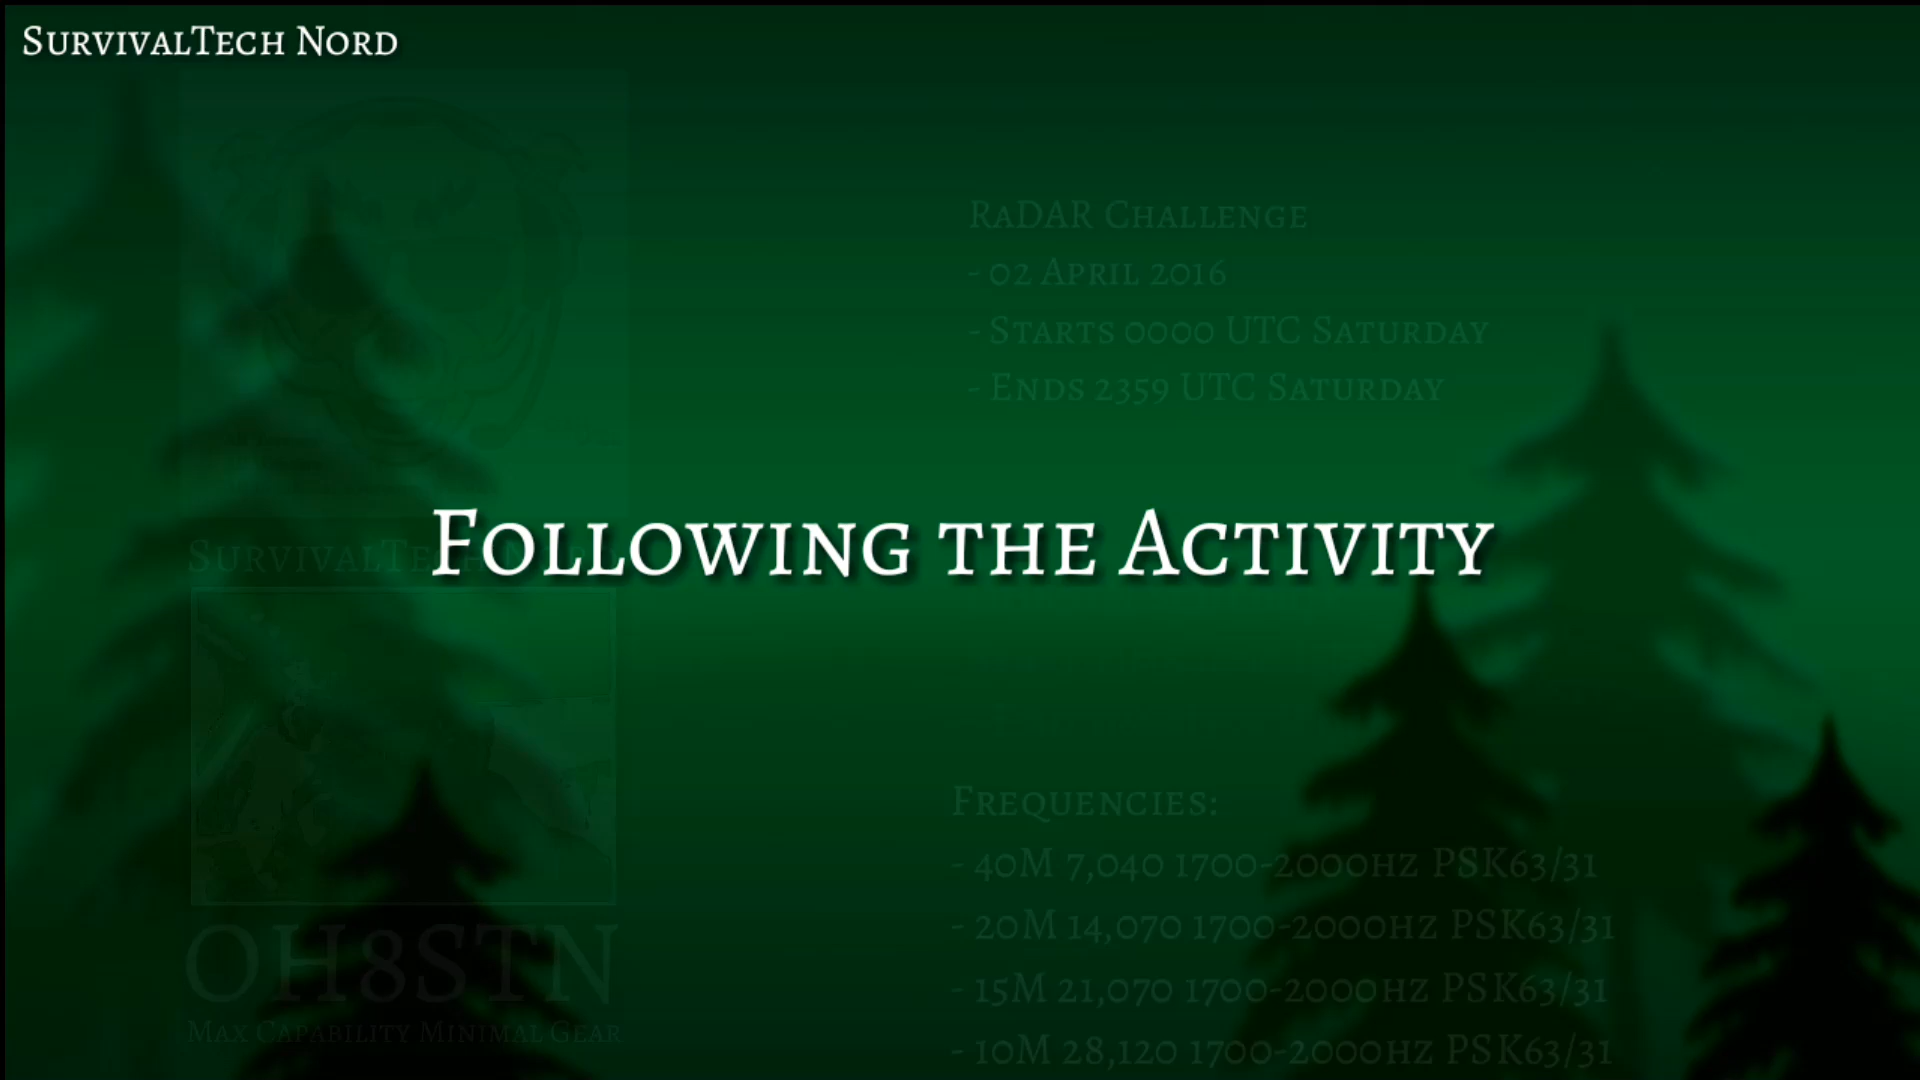 SurvivalTech Nord
RaDAR Challenge
- 02 April 2016
- Starts 0000 UTC Saturday
- Ends 2359 UTC Saturday
Following the Activity
SurvivalTech
Frequencies:
- 40M 7,040 1700-2000hz PSK63/31
- 20M 14,070 1700-2000hz PSK63/31
- 15M 21,070 1700-2000hz PSK63/31
- 10M 28,120 1700-2000hz PSK63/31
OH8STN
Max Capability Minimal Gear